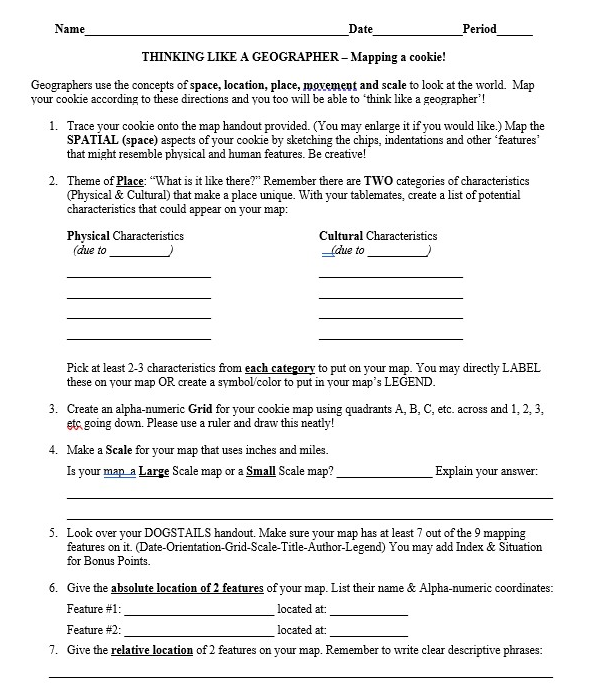 Name____________________Date______________Period_____
THINKING LIKE A GEOGRAPHER – Mapping a cookie!
Geographers use the concepts of space, location, place, movement and scale to look at the world. Map
your cookie according to these directions and you too will be able to 'think like a geographer'!
1. Trace your cookie onto the map handout provided. (You may enlarge it if you would like.) Map the
SPATIAL (space) aspects of your cookie by sketching the chips, indentations and other 'features'
that might resemble physical and human features. Be creative!
2. Theme of Place: "What is it like there?" Remember there are TWO categories of characteristics
(Physical & Cultural) that make a place unique. With your tablemates, create a list of potential
characteristics that could appear on your map:
Physical Characteristics Cultural Characteristics
(due to __________) (due to __________)
Pick at least 2-3 characteristics from each category to put on your map. You may directly LABEL
these on your map OR create a symbol/color to put in your map's LEGEND.
3. Create an alpha-numeric Grid for your cookie map using quadrants A, B, C, etc. across and 1, 2, 3,
etc going down. Please use a ruler and draw this neatly!
4. Make a Scale for your map that uses inches and miles.
Is your map a Large Scale map or a Small Scale map? ________________ Explain your answer:
5. Look over your DOGSTAILS handout. Make sure your map has at least 7 out of the 9 mapping
features on it. (Date-Orientation-Grid-Scale-Title-Author-Legend) You may add Index & Situation
for Bonus Points.
6. Give the absolute location of 2 features of your map. List their name & Alpha-numeric coordinates:
Feature #1: _________________________ located at: _____________
Feature #2: _________________________ located at: _____________
7. Give the relative location of 2 features on your map. Remember to write clear descriptive phrases: